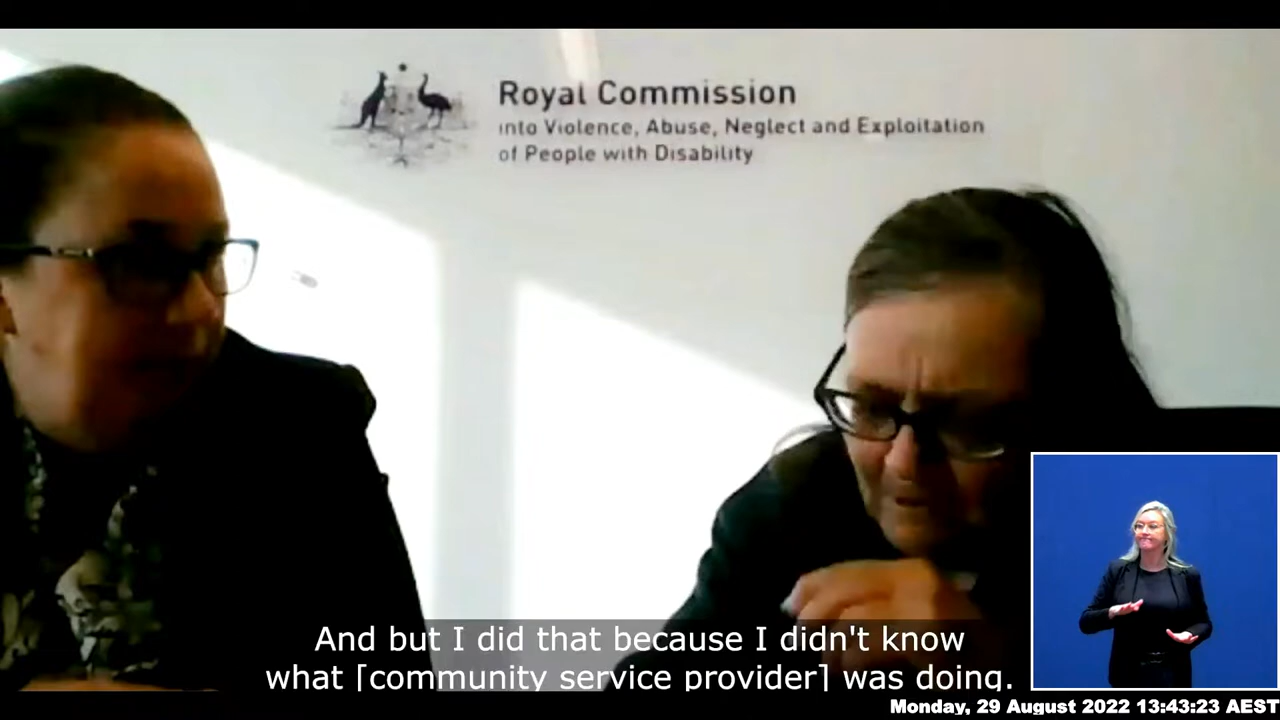 Royal Commission
into Violence, Abuse, Neglect and Exploitation
of People with Disability
And but I did that because I didn't know
what [community service provider] was doing.
Monday, 29 August 2022 13:43:23 AEST